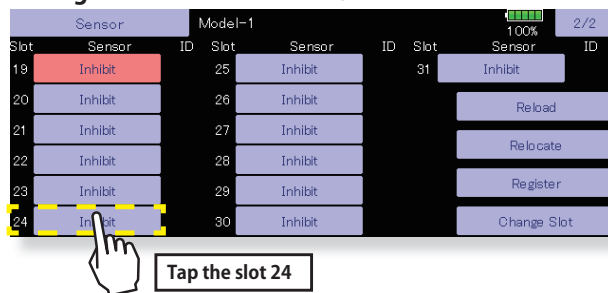 Sensor Model-1 100% 2/2
Slot Sensor ID Slot Sensor ID Slot Sensor ID
19 Inhibit 25 Inhibit 31 Inhibit
20 Inhibit 26 Inhibit Reload
21 Inhibit 27 Inhibit Relocate
22 Inhibit 28 Inhibit
23 Inhibit 29 Inhibit Register
24 Inhibit 30 Inhibit Change Slot
Tap the slot 24